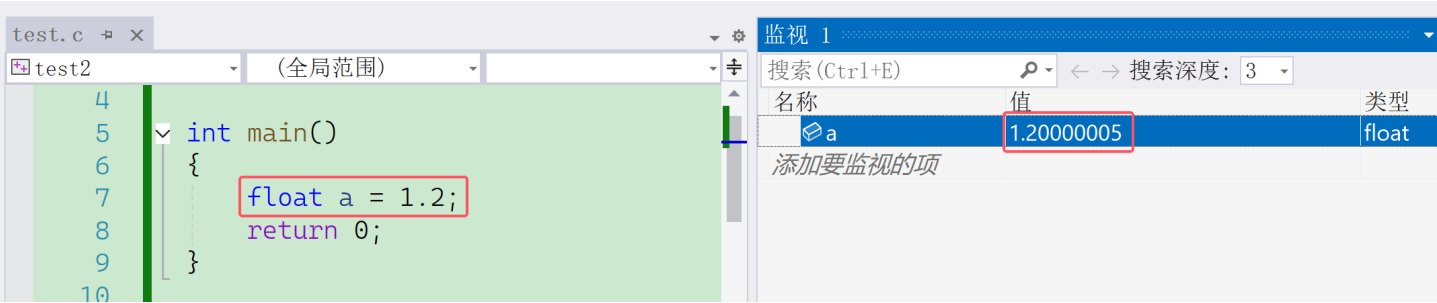 test.c
test2
(全局范围)
4
5 int main()
6 {
7 float a = 1.2;
8 return 0;
9 }
10
监视 1
搜索(Ctrl+E)
搜索深度: 3
名称 值 类型
a 1.20000005 float
添加要监视的项